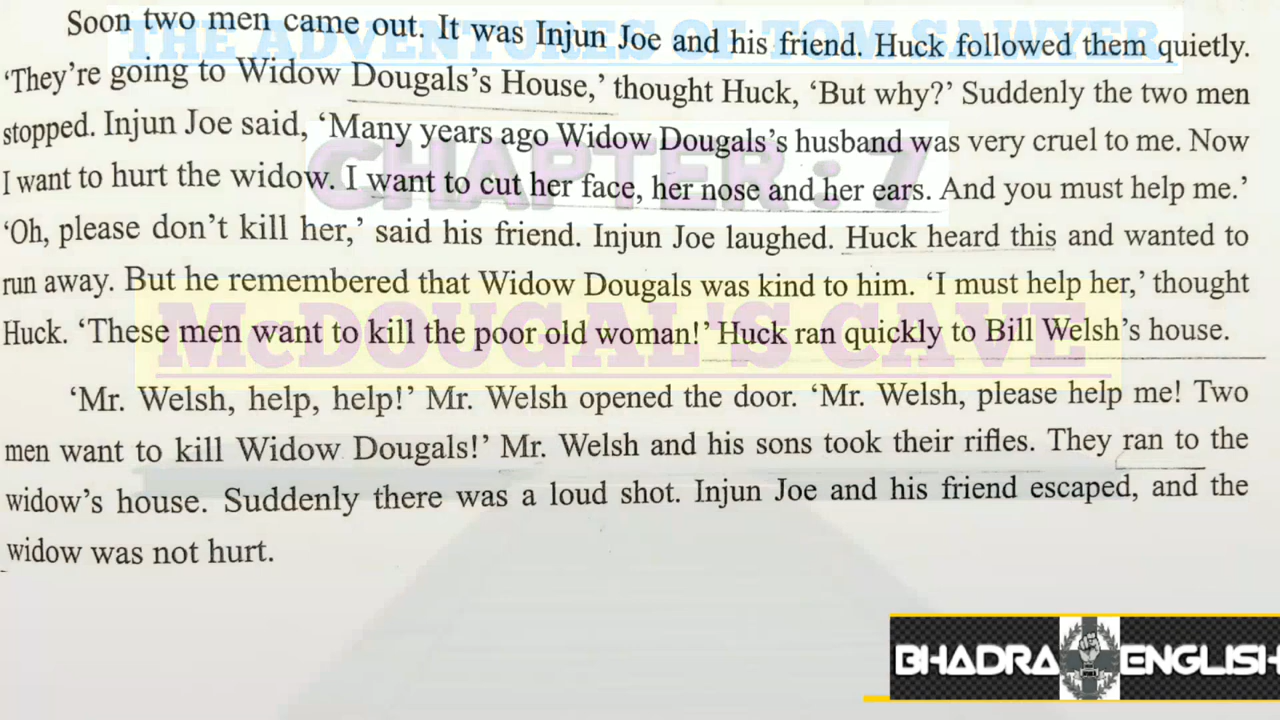 THE ADVENTURES OF TOM SAWYER
CHAPTER : 7
McDOUGAL'S CAVE
Soon two men came out. It was Injun Joe and his friend. Huck followed them quietly.
‘They’re going to Widow Dougals’s House,’ thought Huck, ‘But why?’ Suddenly the two men
stopped. Injun Joe said, ‘Many years ago Widow Dougals’s husband was very cruel to me. Now
I want to hurt the widow. I want to cut her face, her nose and her ears. And you must help me.’
‘Oh, please don’t kill her,’ said his friend. Injun Joe laughed. Huck heard this and wanted to
run away. But he remembered that Widow Dougals was kind to him. ‘I must help her,’ thought
Huck. ‘These men want to kill the poor old woman!’ Huck ran quickly to Bill Welsh’s house.
‘Mr. Welsh, help, help!’ Mr. Welsh opened the door. ‘Mr. Welsh, please help me! Two
men want to kill Widow Dougals!’ Mr. Welsh and his sons took their rifles. They ran to the
widow’s house. Suddenly there was a loud shot. Injun Joe and his friend escaped, and the
widow was not hurt.
BHADRA ENGLISH